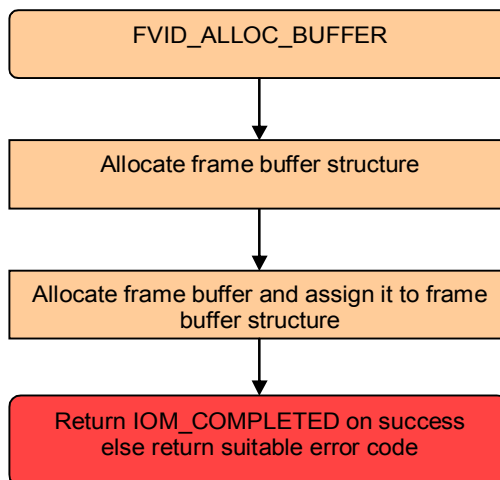 FVID_ALLOC_BUFFER
Allocate frame buffer structure
Allocate frame buffer and assign it to frame
buffer structure
Return IOM_COMPLETED on success
else return suitable error code